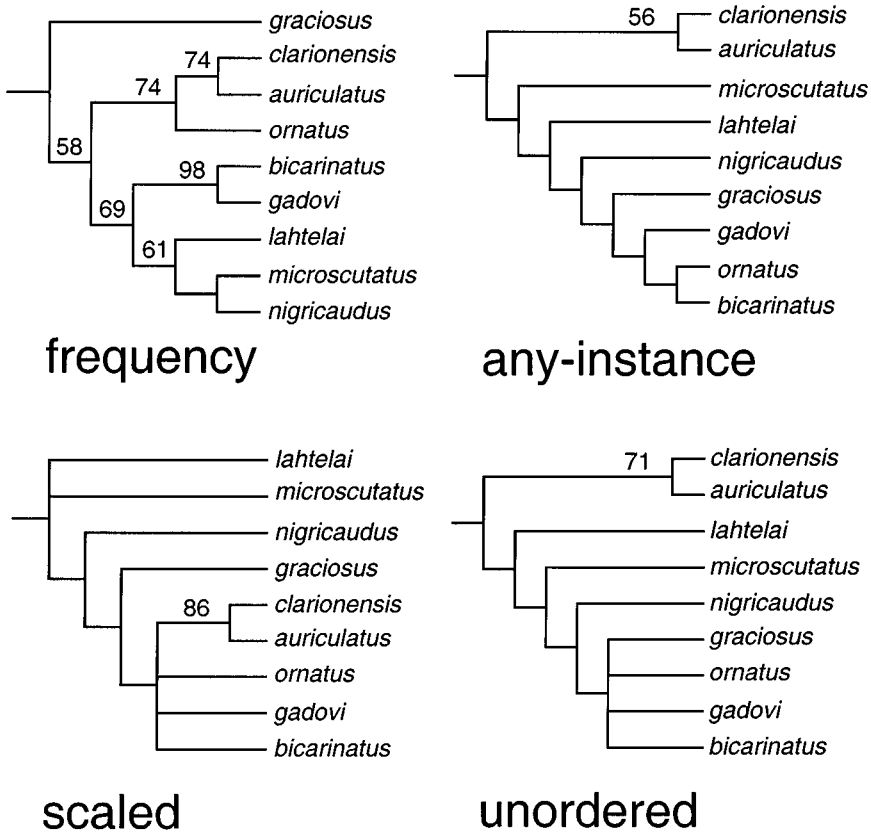 graciosus
74
clarionensis
74
auriculatus
ornatus
58
98
bicarinatus
69
gadovi
61
lahtelai
microscutatus
nigricaudus
frequency
56
clarionensis
auriculatus
microscutatus
lahtelai
nigricaudus
graciosus
gadovi
ornatus
bicarinatus
any-instance
lahtelai
microscutatus
nigricaudus
graciosus
86
clarionensis
auriculatus
ornatus
gadovi
bicarinatus
scaled
71
clarionensis
auriculatus
lahtelai
microscutatus
nigricaudus
graciosus
ornatus
gadovi
bicarinatus
unordered